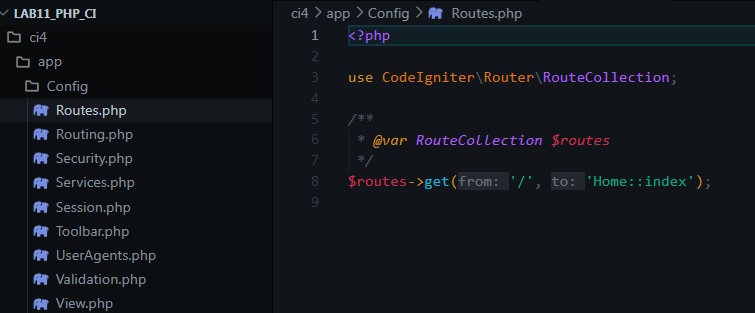 LAB11_PHP_CI
ci4
app
Config
Routes.php
Routing.php
Security.php
Services.php
Session.php
Toolbar.php
UserAgents.php
Validation.php
View.php
ci4 > app > Config > Routes.php
1 <?php
2
3 use CodeIgniter\Router\RouteCollection;
4
5 /**
6 * @var RouteCollection $routes
7 */
8 $routes->get(from: '/', to: 'Home::index');
9